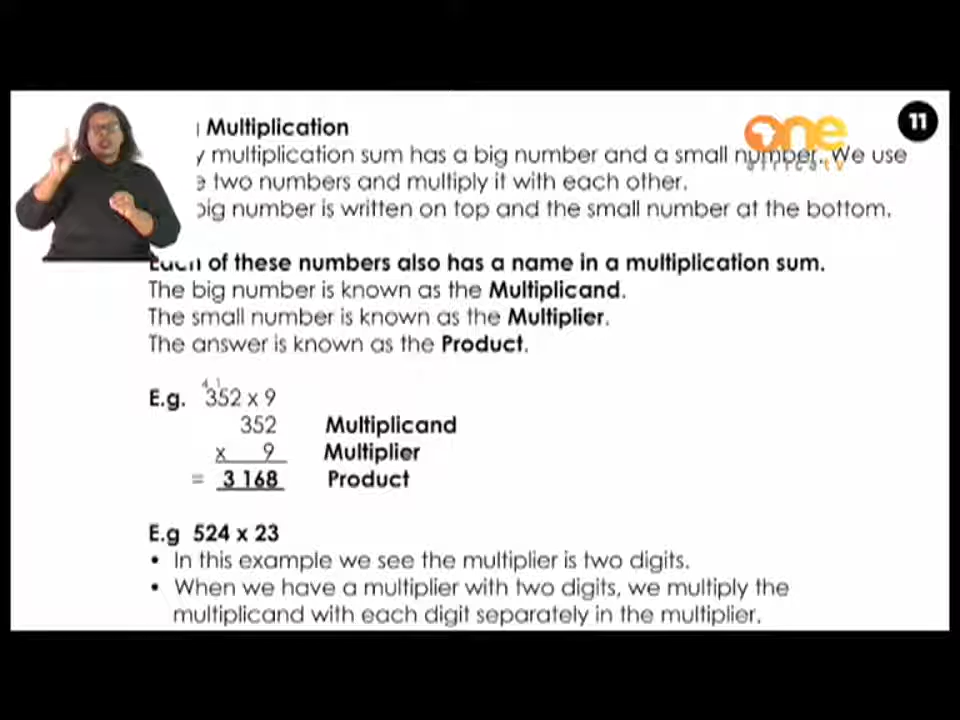 Multiplication
11
one
y multiplication sum has a big number and a small number. We use
e two numbers and multiply it with each other.
big number is written on top and the small number at the bottom.
Each of these numbers also has a name in a multiplication sum.
The big number is known as the Multiplicand.
The small number is known as the Multiplier.
The answer is known as the Product.
4 1
E.g. 352 x 9
352 Multiplicand
x 9 Multiplier
= 3 168 Product
E.g 524 x 23
• In this example we see the multiplier is two digits.
• When we have a multiplier with two digits, we multiply the
multiplicand with each digit separately in the multiplier.